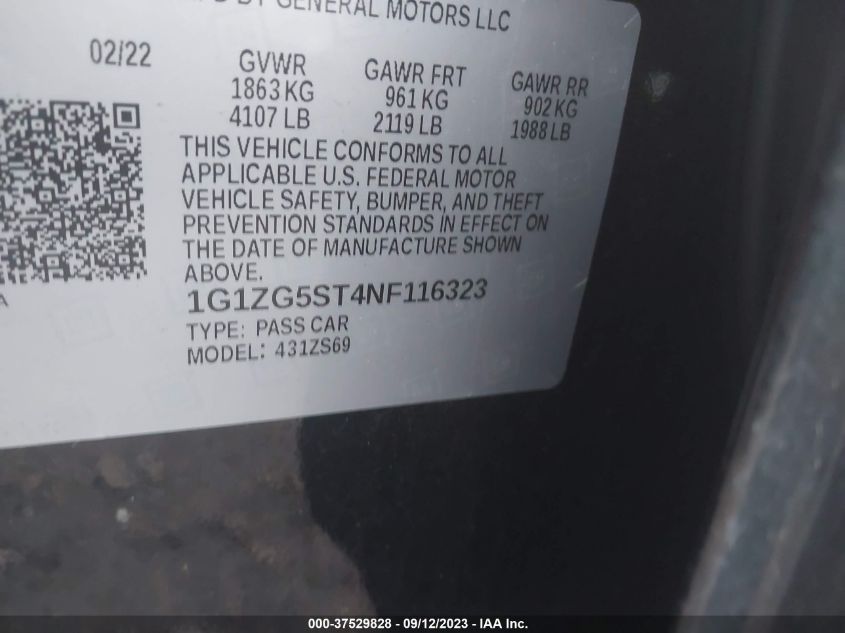 BY GENERAL MOTORS LLC
02/22
GVWR
1863 KG
4107 LB
GAWR FRT
961 KG
2119 LB
GAWR RR
902 KG
1988 LB
THIS VEHICLE CONFORMS TO ALL
APPLICABLE U.S. FEDERAL MOTOR
VEHICLE SAFETY, BUMPER, AND THEFT
PREVENTION STANDARDS IN EFFECT ON
THE DATE OF MANUFACTURE SHOWN
ABOVE.
1G1ZG5ST4NF116323
TYPE: PASS CAR
MODEL: 431ZS69
000-37529828 - 09/12/2023 - IAA Inc.